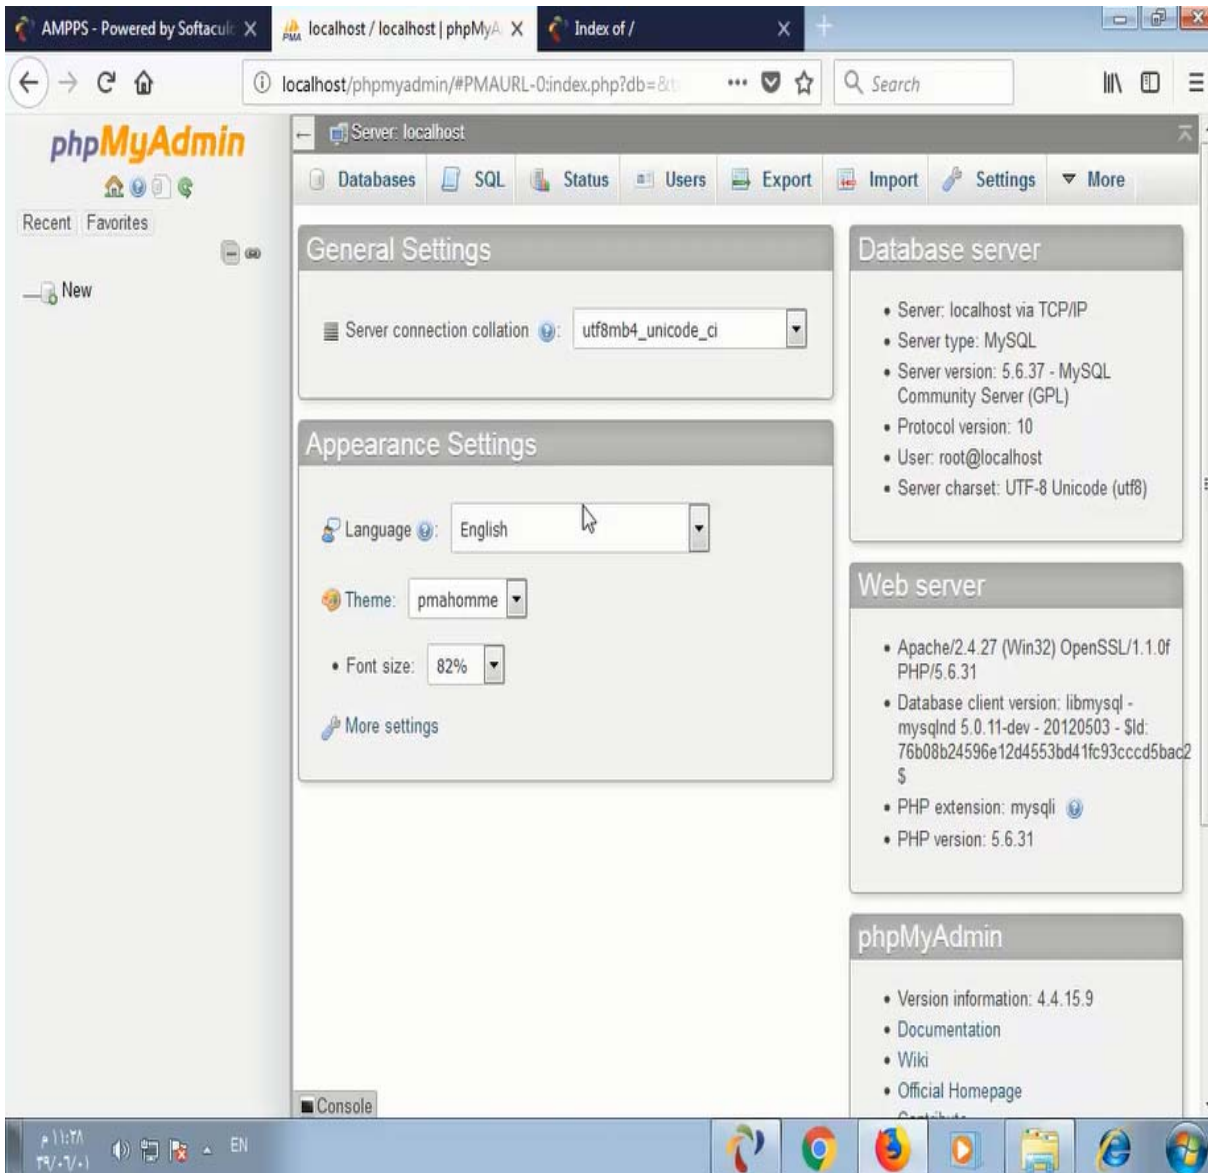 AMPPS - Powered by Softacul
localhost / localhost | phpMyA
Index of /
localhost/phpmyadmin/#PMAURL-0:index.php?db=&t
Search
phpMyAdmin
Recent Favorites
New
Server: localhost
Databases SQL Status Users Export Import Settings More
General Settings
Server connection collation : utf8mb4_unicode_ci
Appearance Settings
Language : English
Theme: pmahomme
Font size: 82%
More settings
Console
Database server
Server: localhost via TCP/IP
Server type: MySQL
Server version: 5.6.37 - MySQL
Community Server (GPL)
Protocol version: 10
User: root@localhost
Server charset: UTF-8 Unicode (utf8)
Web server
Apache/2.4.27 (Win32) OpenSSL/1.1.0f
PHP/5.6.31
Database client version: libmysql -
mysqlnd 5.0.11-dev - 20120503 - $Id:
76b08b24596e12d4553bd41fc93cccd5bac2
$
PHP extension: mysqli
PHP version: 5.6.31
phpMyAdmin
Version information: 4.4.15.9
Documentation
Wiki
Official Homepage
Contribute
١١:٢٨ م
EN